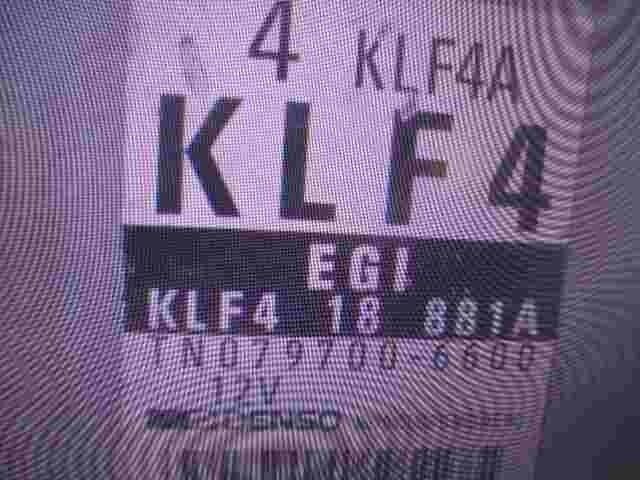 4 KLF4A
KLF4
EGI
KLF4 18 881A
TN079700-6600
12V
DENSO